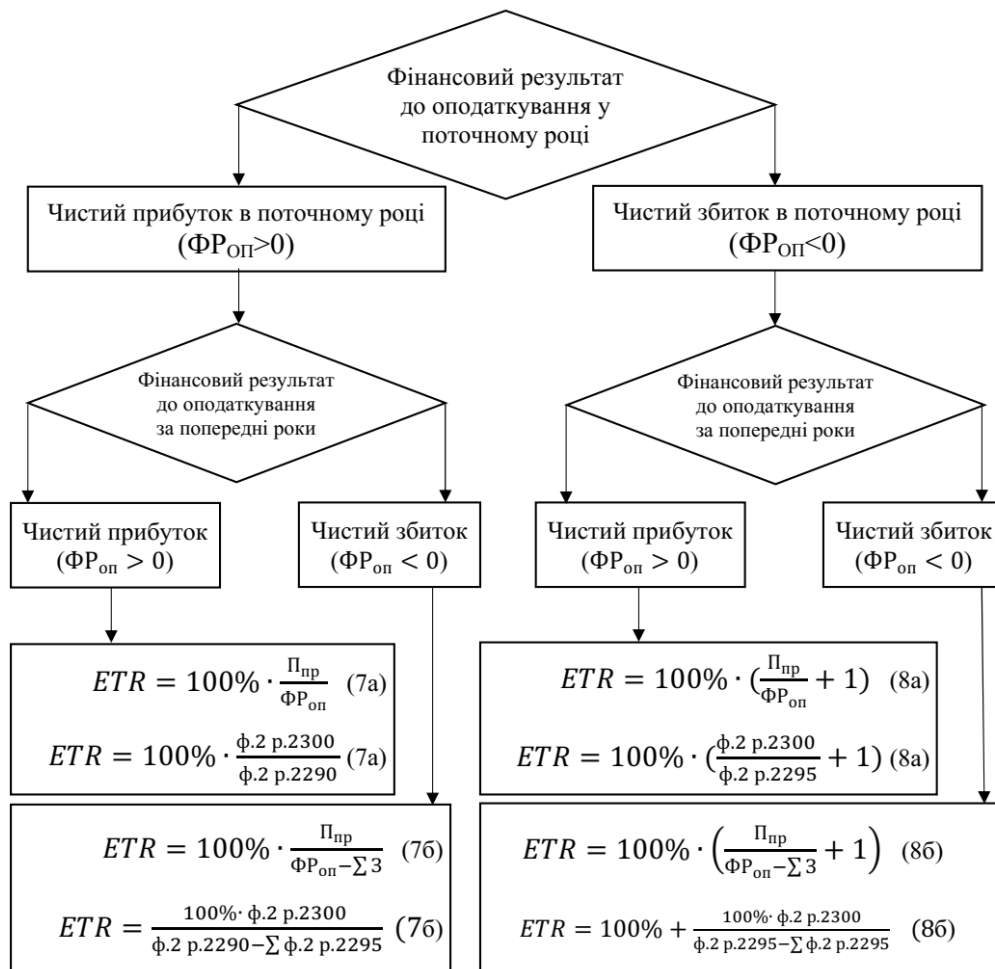 Фінансовий результат
до оподаткування у
поточному році
Чистий прибуток в поточному році
(ФР_ОП>0)
Чистий збиток в поточному році
(ФР_ОП<0)
Фінансовий результат
до оподаткування
за попередні роки
Фінансовий результат
до оподаткування
за попередні роки
Чистий прибуток
(ФР_оп > 0)
Чистий збиток
(ФР_оп < 0)
Чистий прибуток
(ФР_оп > 0)
Чистий збиток
(ФР_оп < 0)
ETR = 100% · П_пр/ФР_оп (7а)
ETR = 100% · ф.2 р.2300/ф.2 р.2290 (7а)
ETR = 100% · (П_пр/ФР_оп + 1) (8а)
ETR = 100% · (ф.2 р.2300/ф.2 р.2295 + 1) (8а)
ETR = 100% · П_пр/ФР_оп−∑ З (7б)
ETR = 100%· ф.2 р.2300/ф.2 р.2290−∑ ф.2 р.2295 (7б)
ETR = 100% · (П_пр/ФР_оп−∑ З + 1) (8б)
ETR = 100% + 100%· ф.2 р.2300/ф.2 р.2295−∑ ф.2 р.2295 (8б)